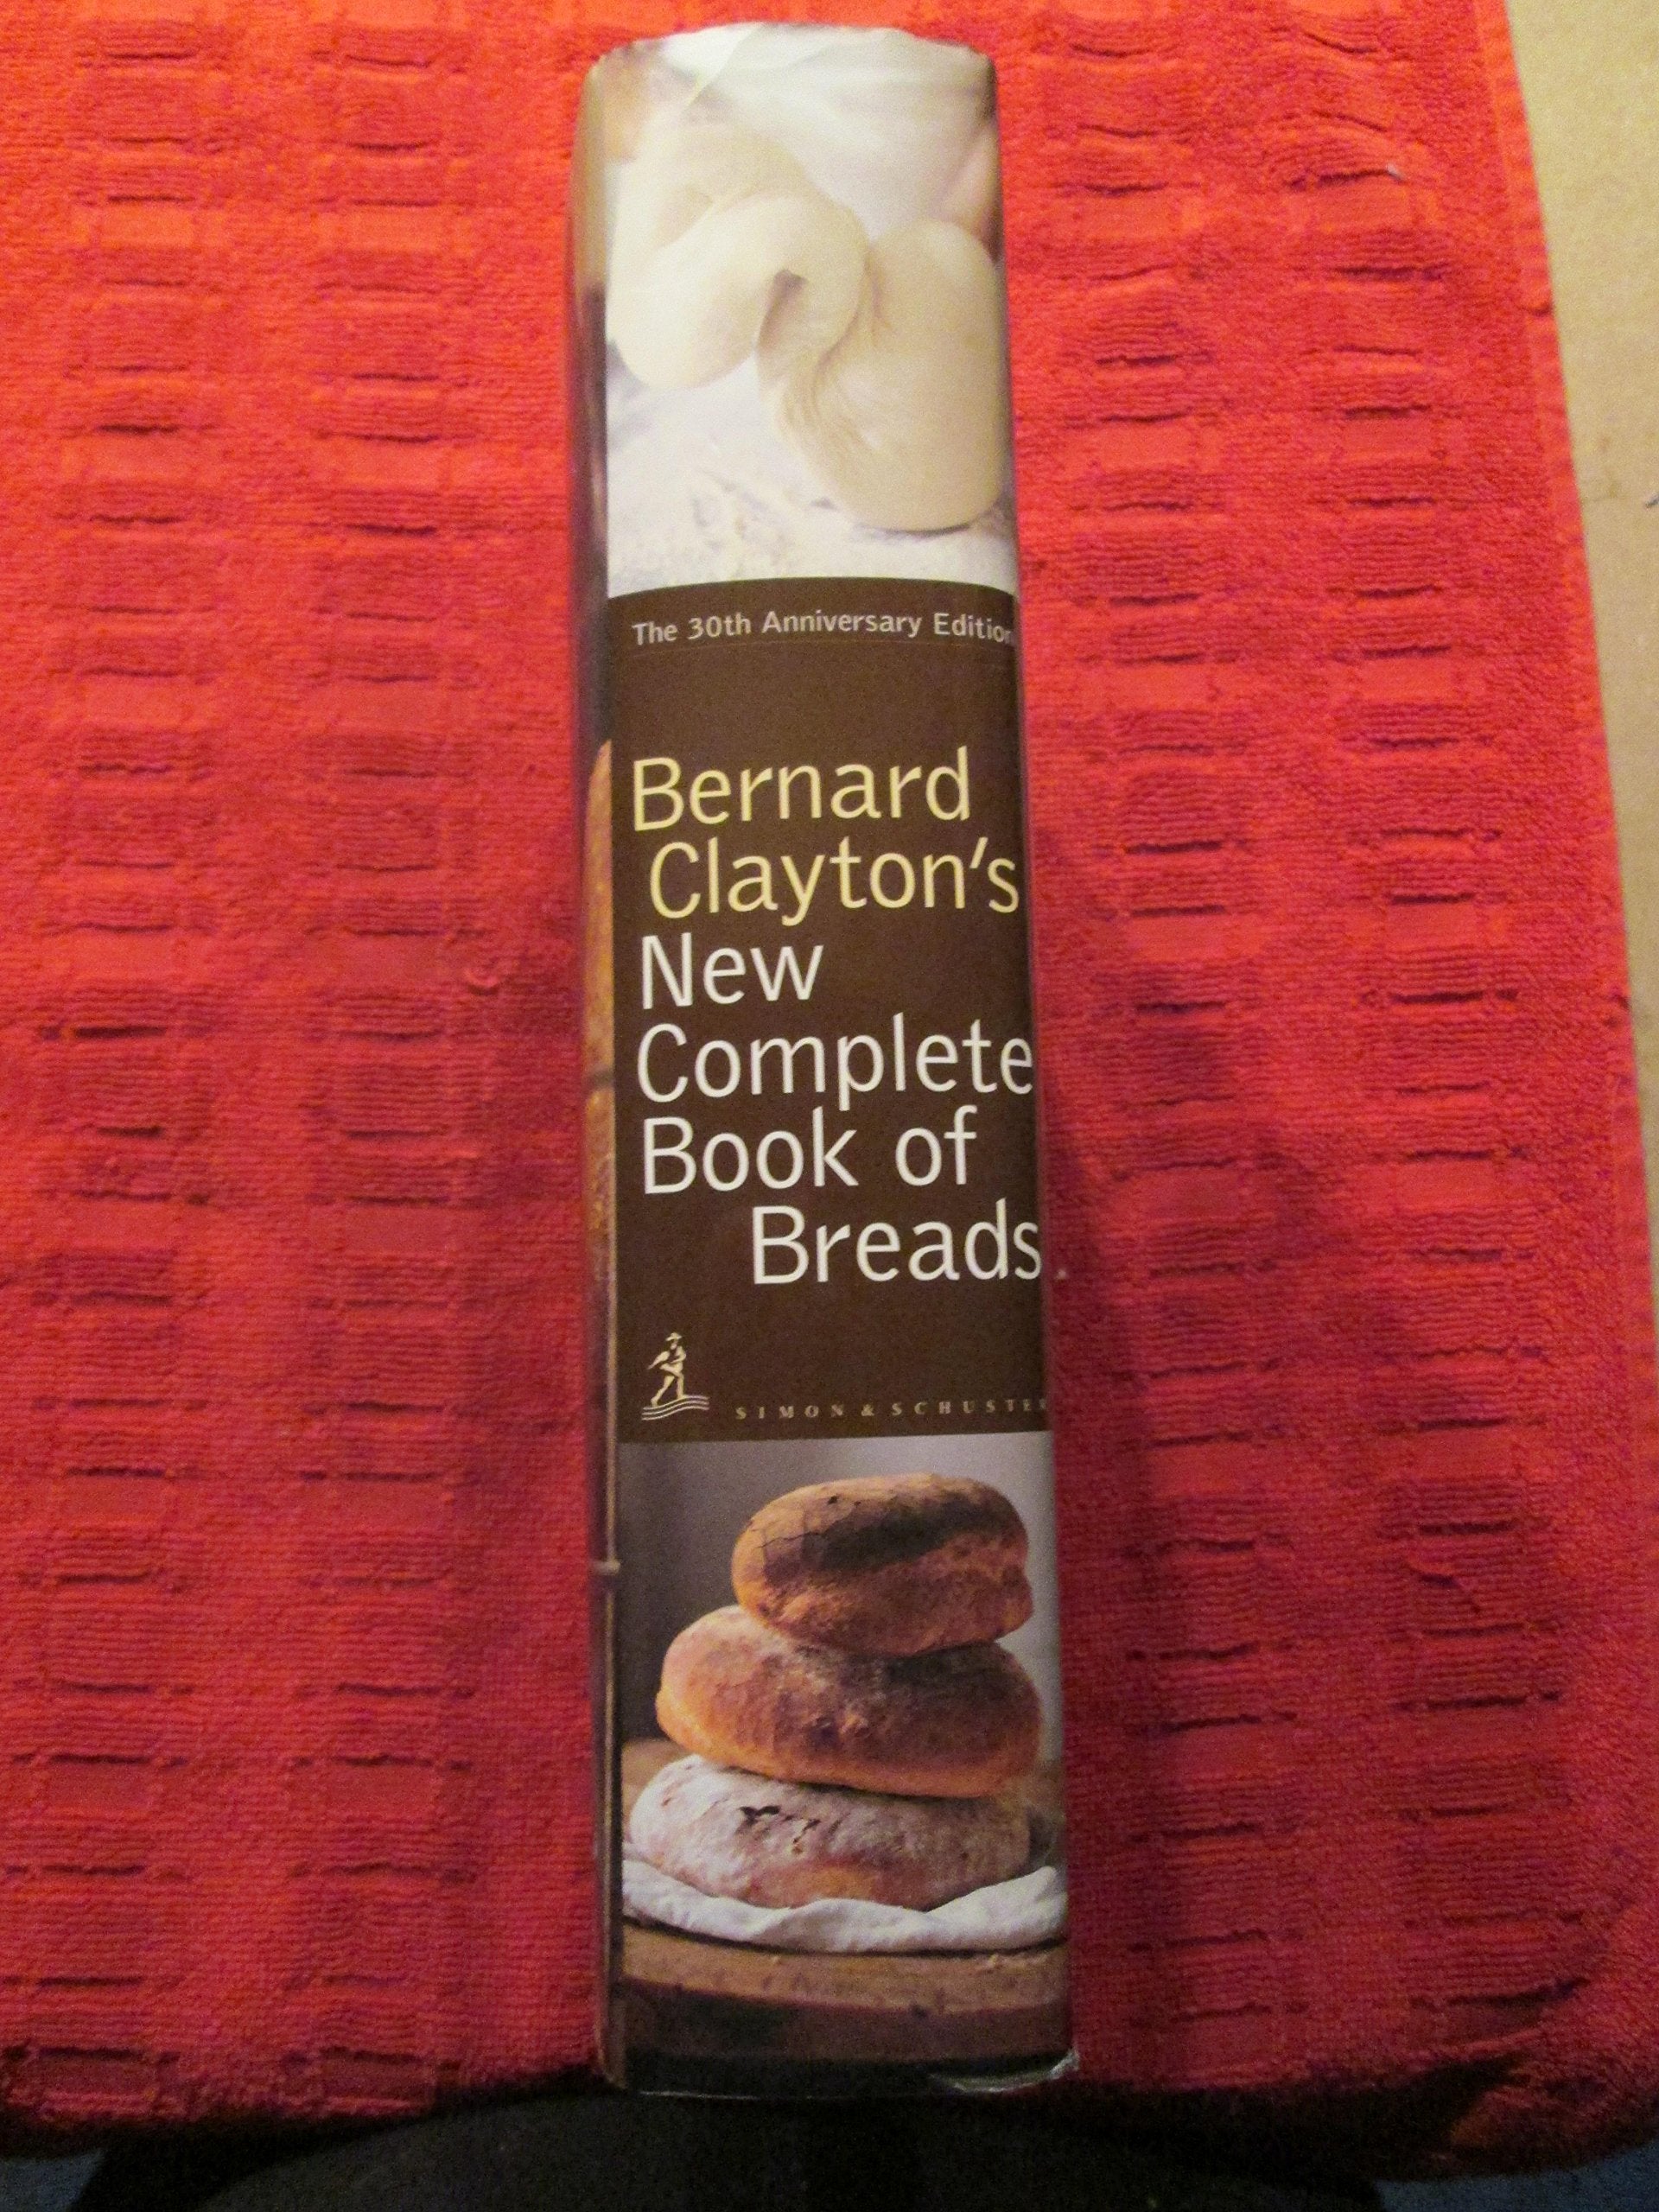 The 30th Anniversary Edition
Bernard
Clayton's
New
Complete
Book of
Breads
SIMON & SCHUSTER